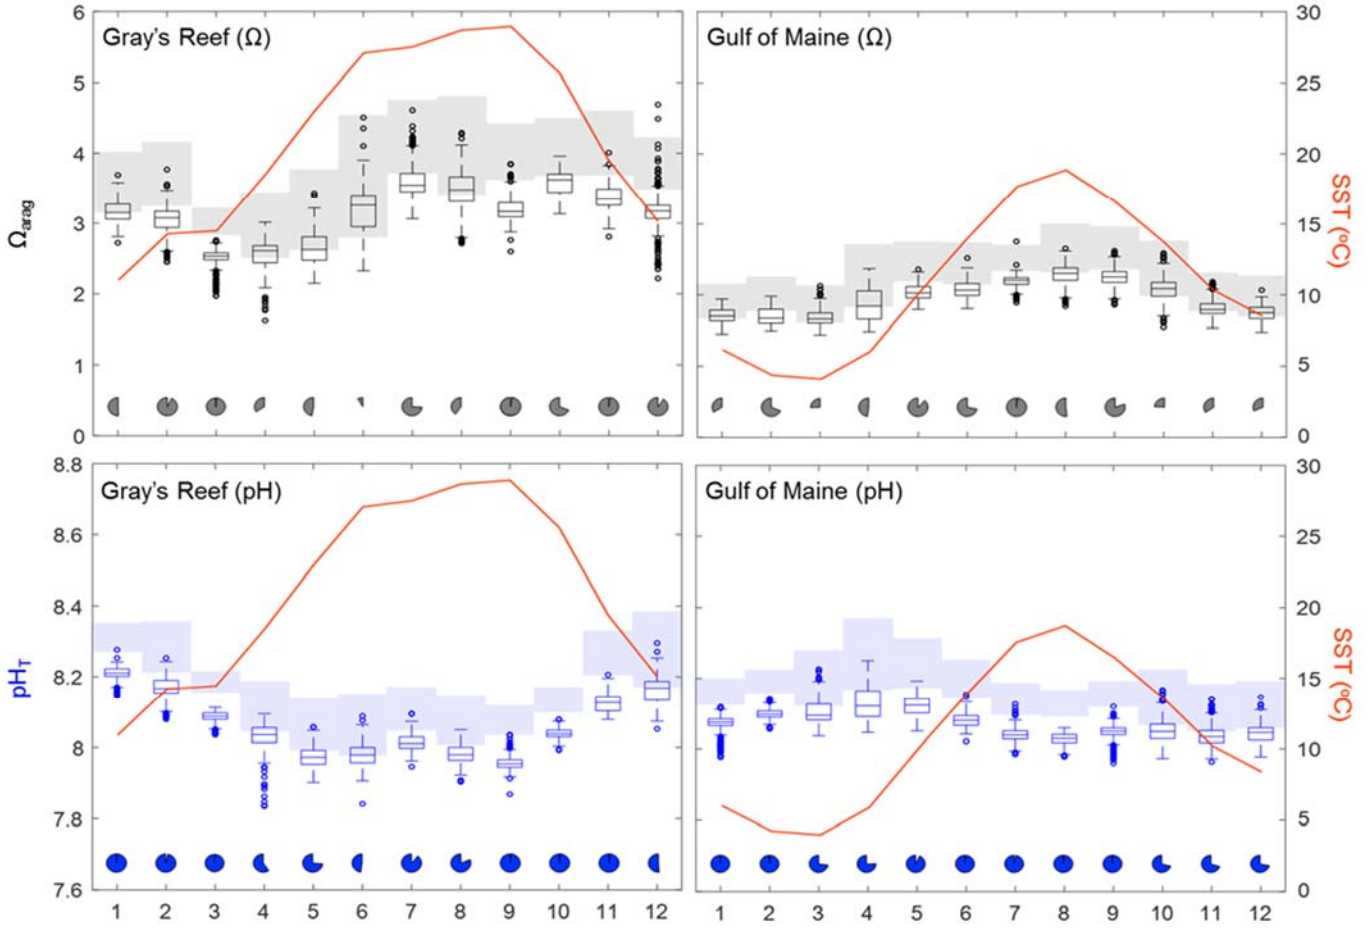 Gray's Reef (Ω)
Gulf of Maine (Ω)
6
5
4
3
2
1
0
Ωarag
30
25
20
15
10
5
0
SST (ºC)
Gray's Reef (pH)
Gulf of Maine (pH)
8.8
8.6
8.4
8.2
8
7.8
7.6
pHT
30
25
20
15
10
5
0
SST (ºC)
1 2 3 4 5 6 7 8 9 10 11 12
1 2 3 4 5 6 7 8 9 10 11 12